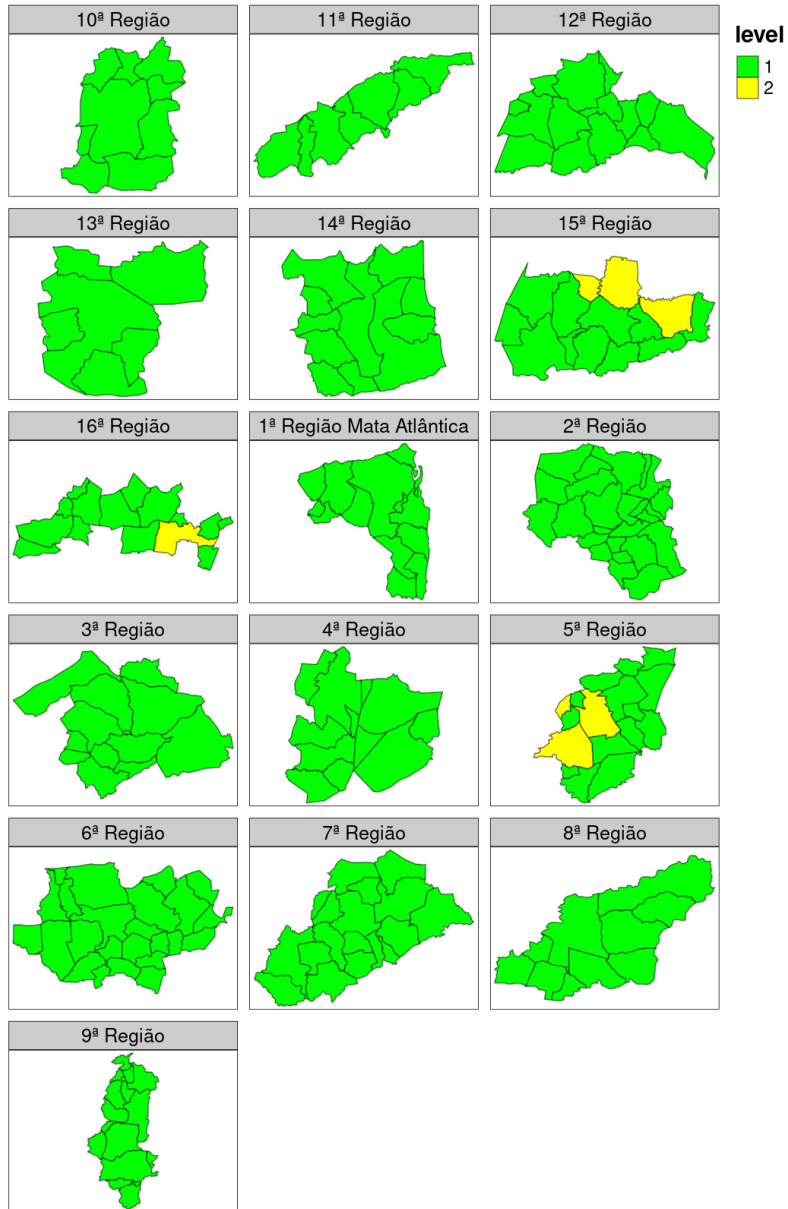 10ª Região
11ª Região
12ª Região
level
1
2
13ª Região
14ª Região
15ª Região
16ª Região
1ª Região Mata Atlântica
2ª Região
3ª Região
4ª Região
5ª Região
6ª Região
7ª Região
8ª Região
9ª Região